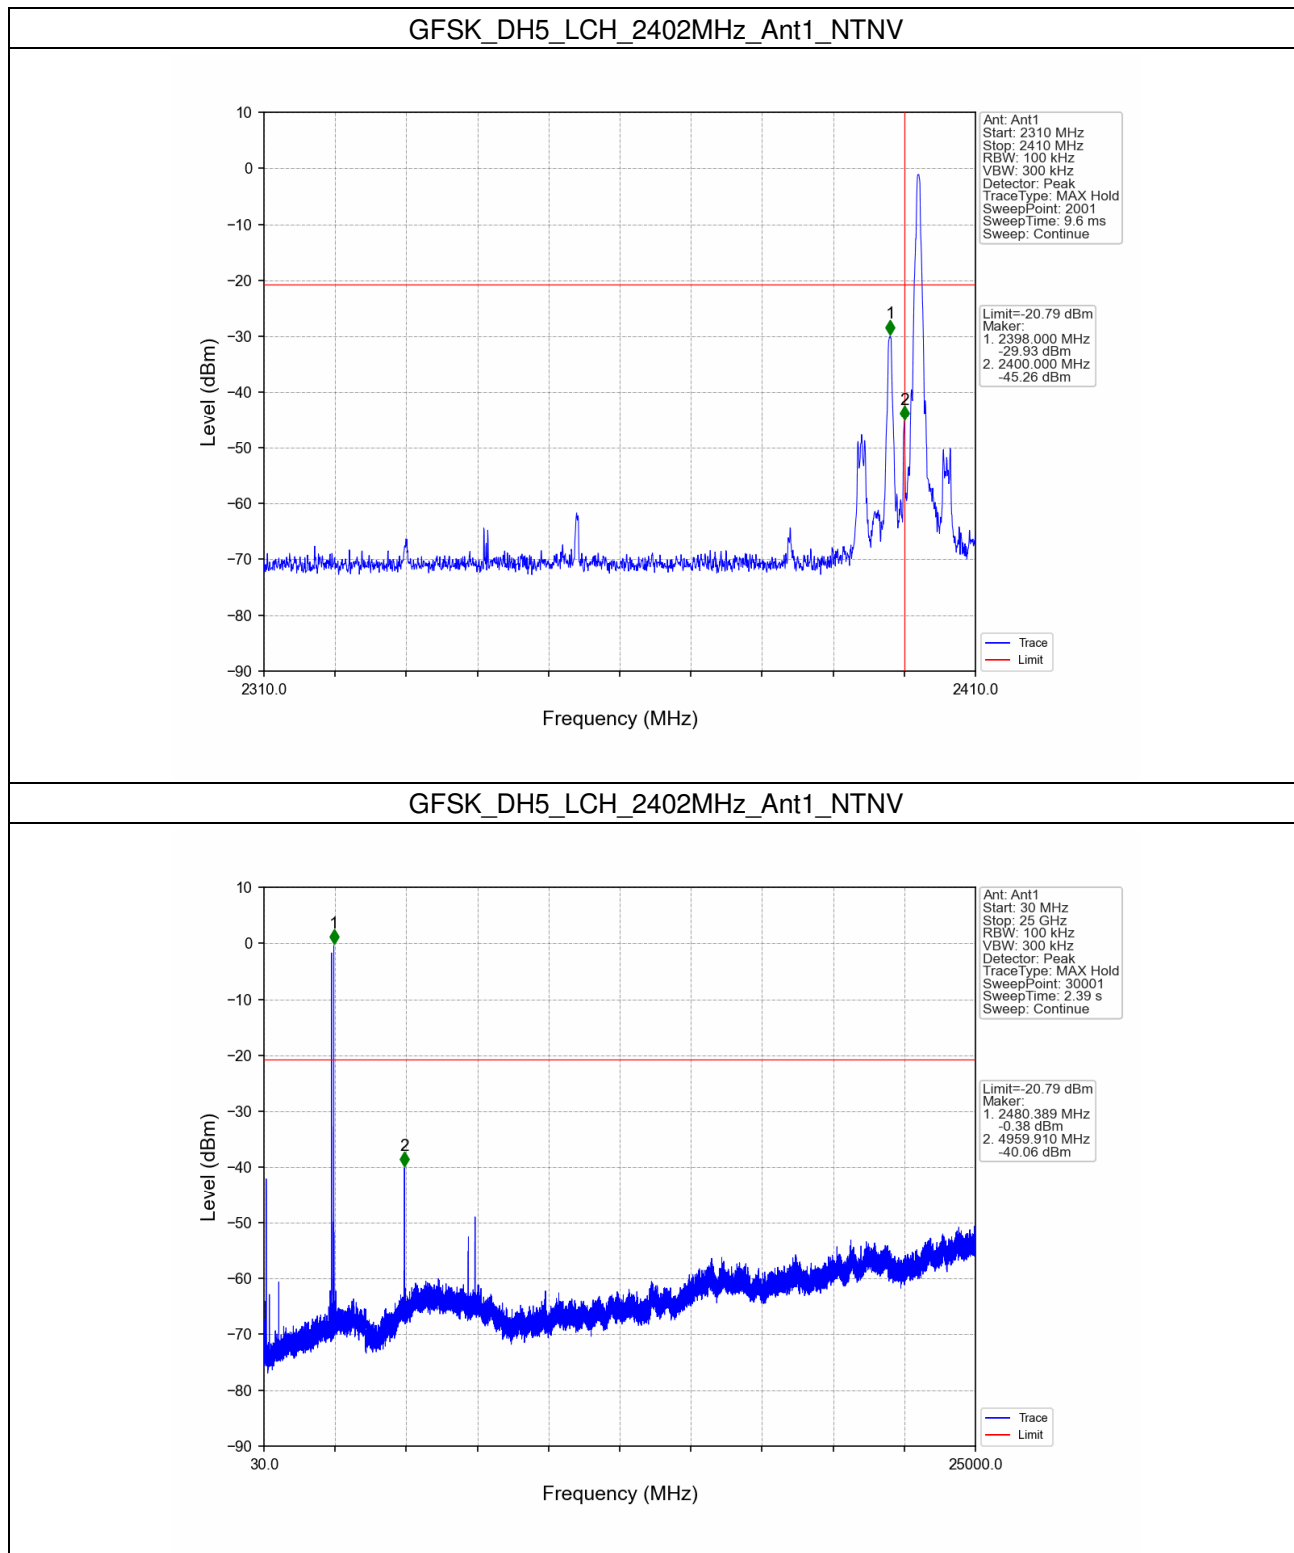 GFSK_DH5_LCH_2402MHz_Ant1_NTNV
10
0
−10
−20
−30
−40
−50
−60
−70
−80
−90
Level (dBm)
1
2
2310.0
2410.0
Frequency (MHz)
Ant: Ant1
Start: 2310 MHz
Stop: 2410 MHz
RBW: 100 kHz
VBW: 300 kHz
Detector: Peak
TraceType: MAX Hold
SweepPoint: 2001
SweepTime: 9.6 ms
Sweep: Continue
Limit=-20.79 dBm
Maker:
1. 2398.000 MHz
-29.93 dBm
2. 2400.000 MHz
-45.26 dBm
Trace
Limit
GFSK_DH5_LCH_2402MHz_Ant1_NTNV
10
0
−10
−20
−30
−40
−50
−60
−70
−80
−90
Level (dBm)
1
2
30.0
25000.0
Frequency (MHz)
Ant: Ant1
Start: 30 MHz
Stop: 25 GHz
RBW: 100 kHz
VBW: 300 kHz
Detector: Peak
TraceType: MAX Hold
SweepPoint: 30001
SweepTime: 2.39 s
Sweep: Continue
Limit=-20.79 dBm
Maker:
1. 2480.389 MHz
-0.38 dBm
2. 4959.910 MHz
-40.06 dBm
Trace
Limit